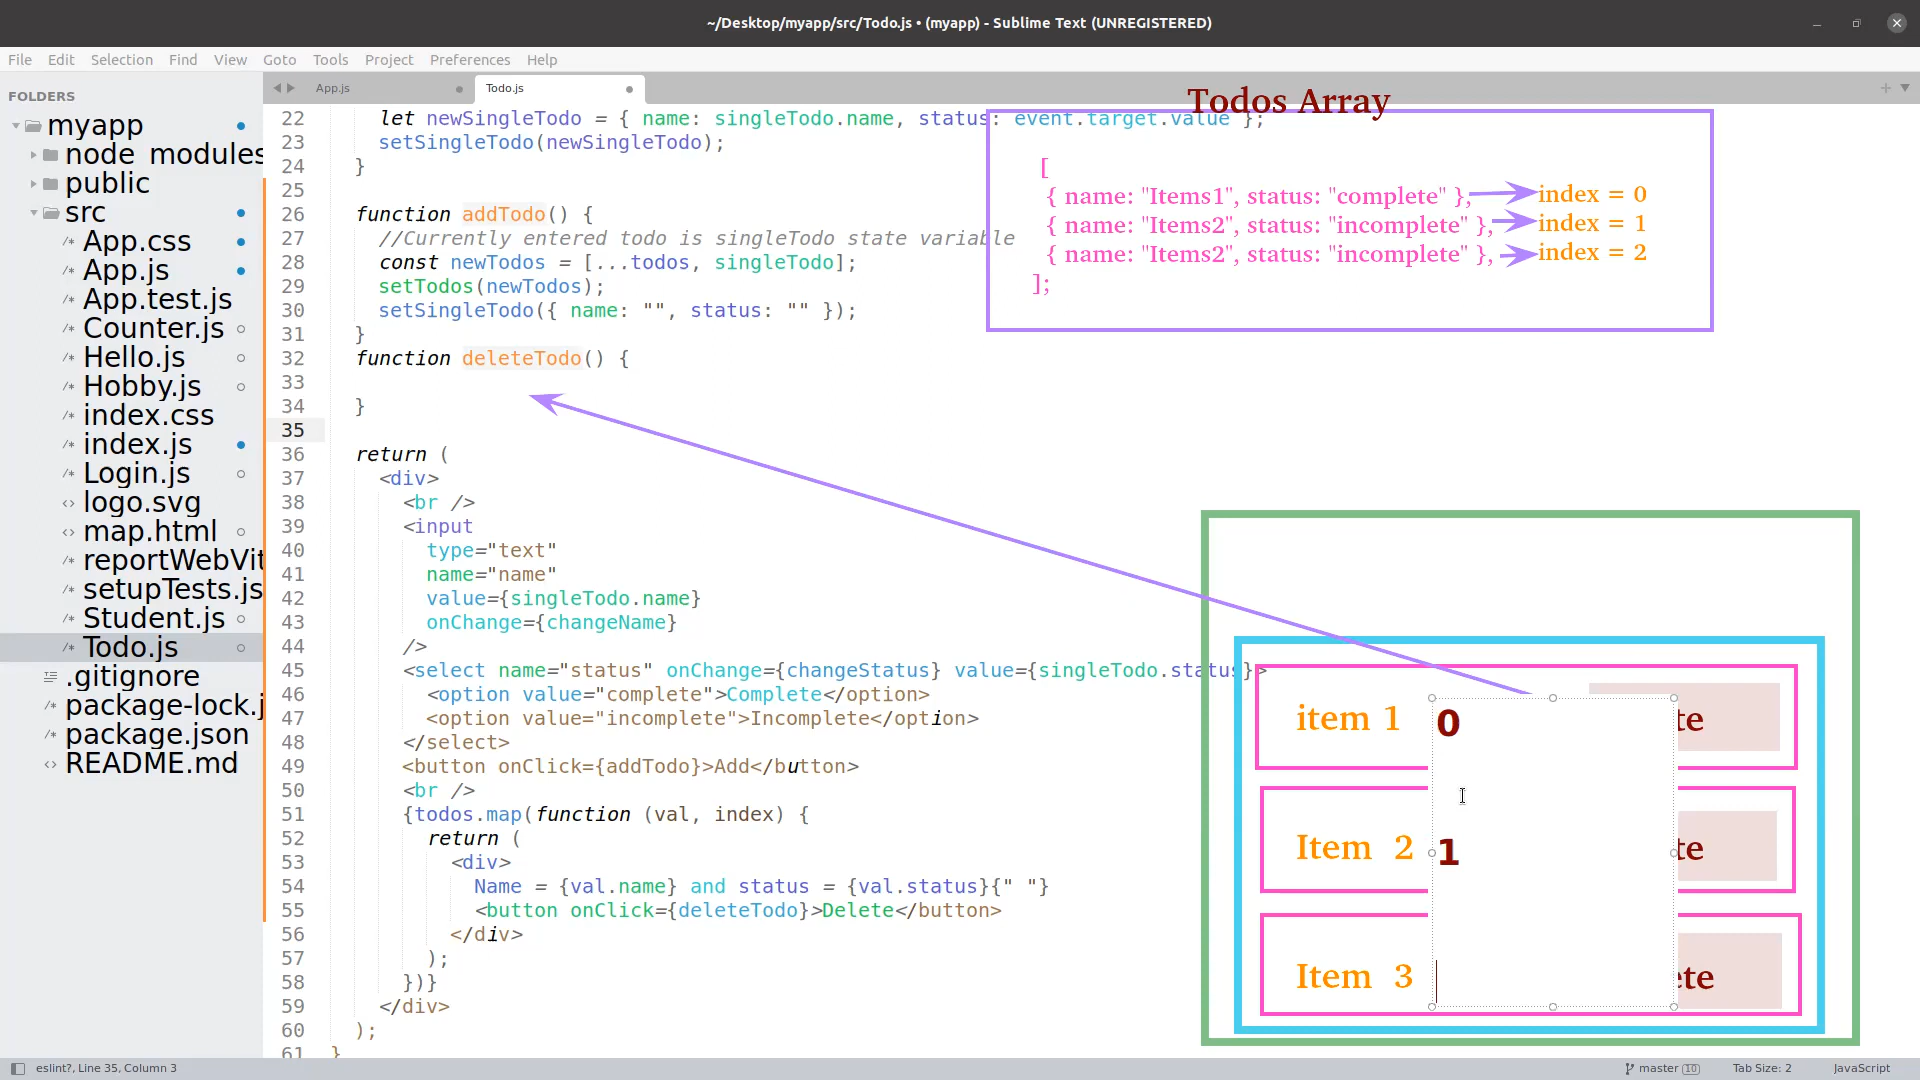 ~/Desktop/myapp/src/Todo.js • (myapp) - Sublime Text (UNREGISTERED)
File Edit Selection Find View Goto Tools Project Preferences Help
FOLDERS
myapp
node_modules
public
src
App.css
App.js
App.test.js
Counter.js
Hello.js
Hobby.js
index.css
index.js
Login.js
logo.svg
map.html
reportWebVit
setupTests.js
Student.js
Todo.js
.gitignore
package-lock.j
package.json
README.md
App.js
Todo.js
22 let newSingleTodo = { name: singleTodo.name, status: event.target.value };
23 setSingleTodo(newSingleTodo);
24 }
25
26 function addTodo() {
27 //Currently entered todo is singleTodo state variable
28 const newTodos = [...todos, singleTodo];
29 setTodos(newTodos);
30 setSingleTodo({ name: "", status: "" });
31 }
32 function deleteTodo() {
33
34 }
35
36 return (
37 <div>
38 <br />
39 <input
40 type="text"
41 name="name"
42 value={singleTodo.name}
43 onChange={changeName}
44 />
45 <select name="status" onChange={changeStatus} value={singleTodo.status}>
46 <option value="complete">Complete</option>
47 <option value="incomplete">Incomplete</option>
48 </select>
49 <button onClick={addTodo}>Add</button>
50 <br />
51 {todos.map(function (val, index) {
52 return (
53 <div>
54 Name = {val.name} and status = {val.status}{" "}
55 <button onClick={deleteTodo}>Delete</button>
56 </div>
57 );
58 })}
59 </div>
60 );
61 }
Todos Array
[
{ name: "Items1", status: "complete" }, index = 0
{ name: "Items2", status: "incomplete" }, index = 1
{ name: "Items2", status: "incomplete" }, index = 2
];
item 1 0 te
Item 2 1 te
Item 3 te
eslint?, Line 35, Column 3
master 10 Tab Size: 2 JavaScript